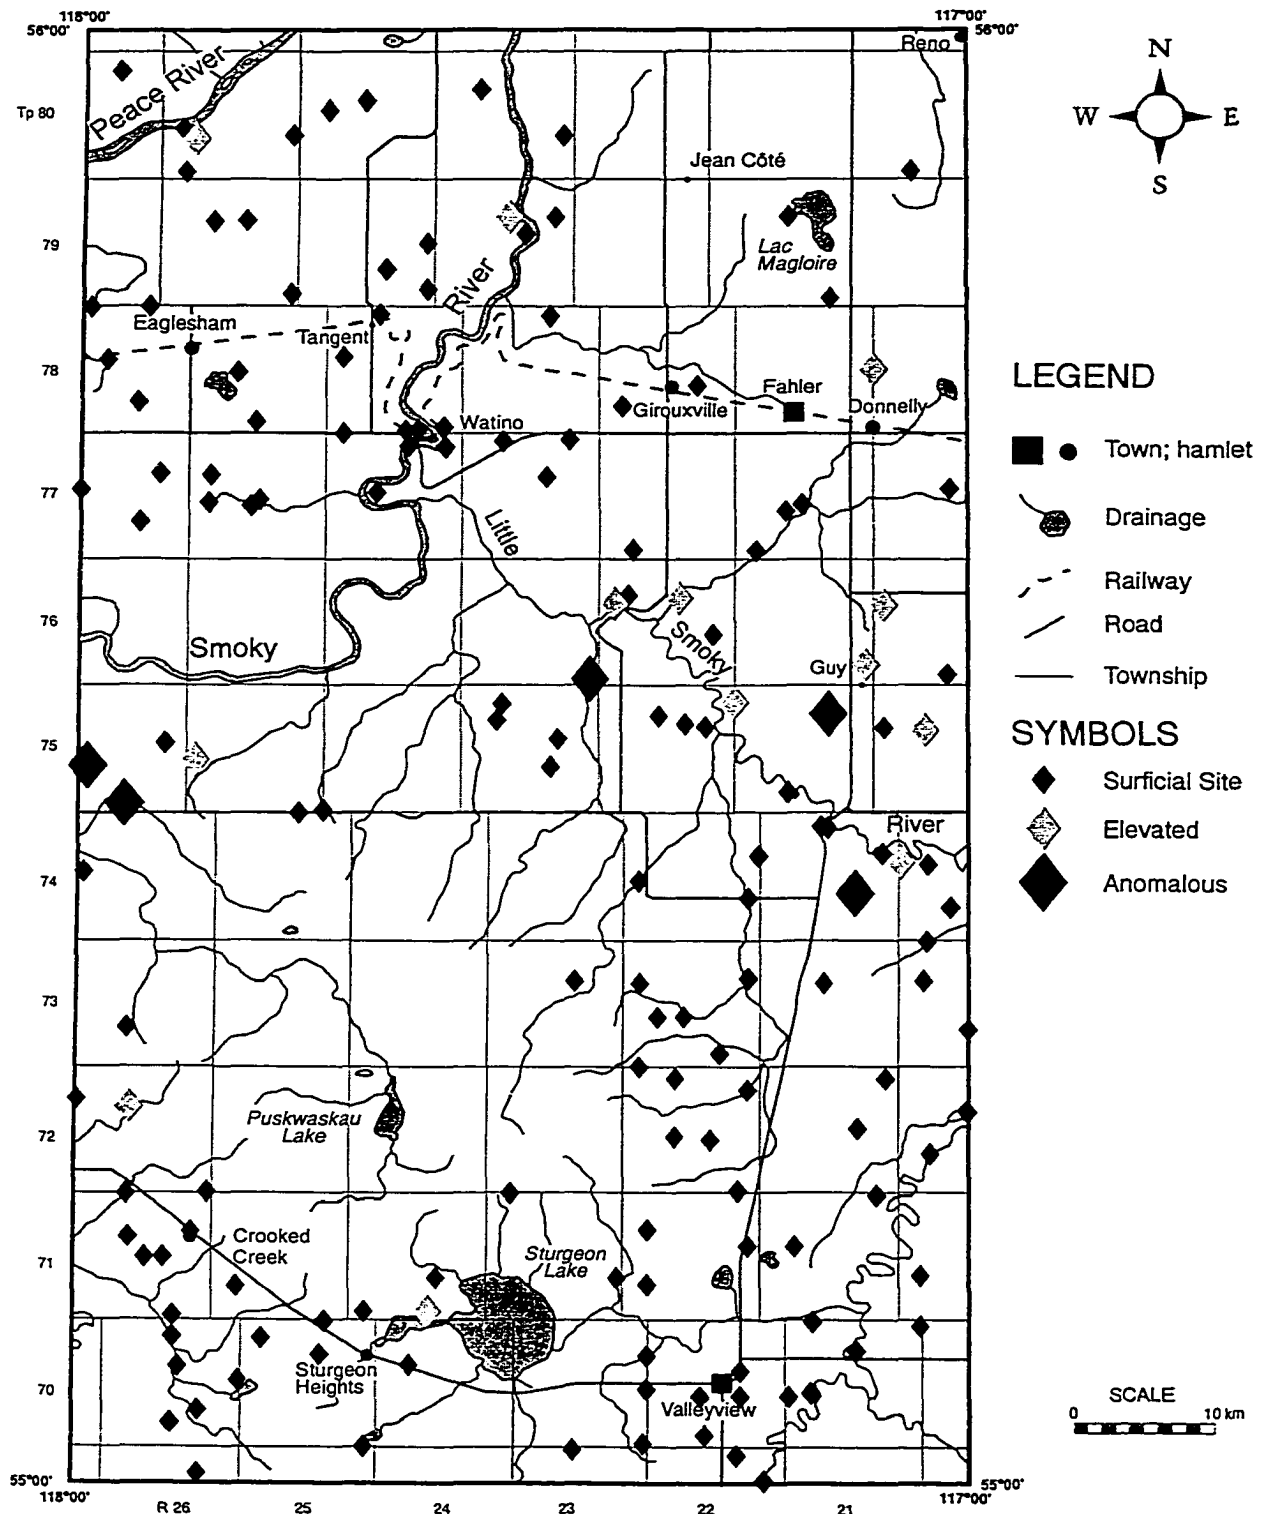 118°00'
117°00'
56°00'
56°00'
Reno
N
W
E
S
Peace River
Tp 80
Jean Côté
79
Lac
Magloire
River
Eaglesham
Tangent
78
Fahler
Girouxville
Donnelly
Watino
77
Little
76
Smoky
Smoky
Guy
75
River
74
73
72
Puskwaskau
Lake
71
Crooked
Creek
Sturgeon
Lake
70
Sturgeon
Heights
Valleyview
55°00'
55°00'
118°00'
117°00'
R 26
25
24
23
22
21
LEGEND
Town; hamlet
Drainage
Railway
Road
Township
SYMBOLS
Surficial Site
Elevated
Anomalous
SCALE
0
10 km